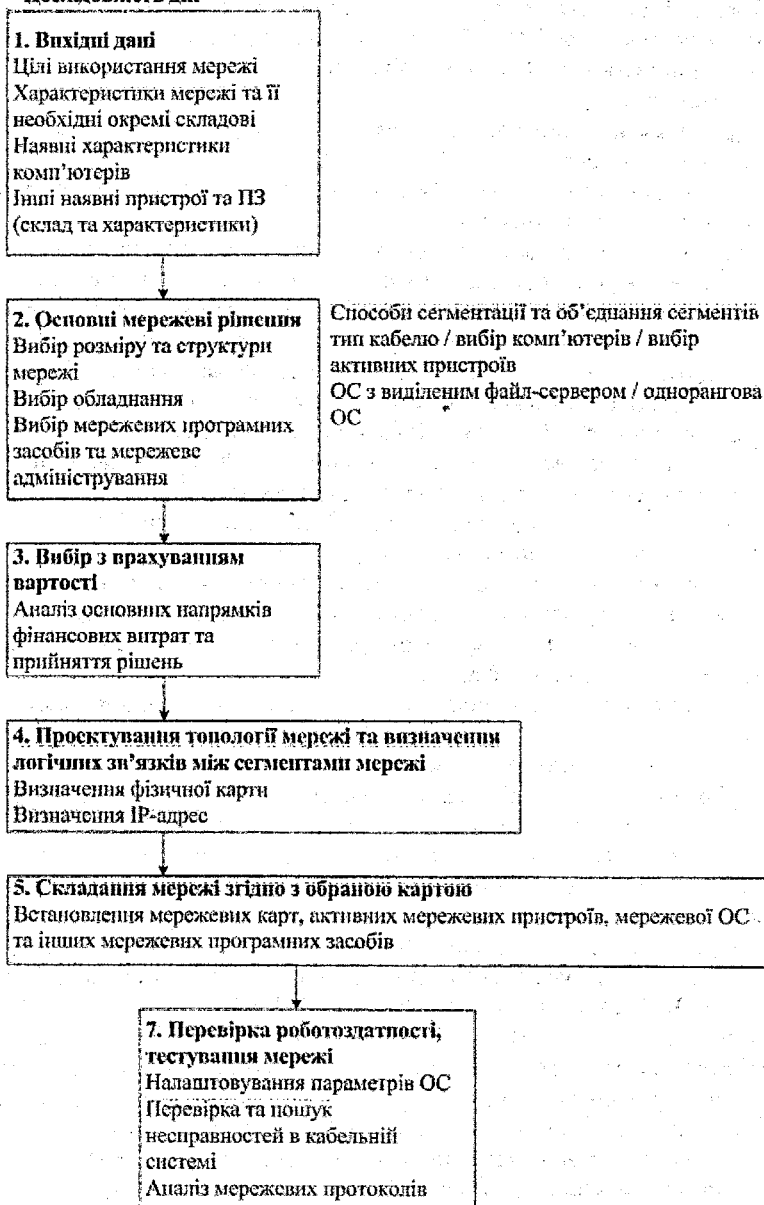 1. Вихідні дані
Цілі використання мережі
Характеристики мережі та її
необхідні окремі складові
Наявні характеристики
комп’ютерів
Інші наявні пристрої та ПЗ
(склад та характеристики)
2. Основні мережеві рішення
Вибір розміру та структури
мережі
Вибір обладнання
Вибір мережевих програмних
засобів та мережеве
адміністрування
Способи сегментації та об’єднання сегментів
тип кабелю / вибір комп’ютерів / вибір
активних пристроїв
ОС з виділеним файл-сервером / однорангова
ОС
3. Вибір з врахуванням
вартості
Аналіз основних напрямків
фінансових витрат та
прийняття рішень
4. Проектування топології мережі та визначення
логічних зв’язків між сегментами мережі
Визначення фізичної карти
Визначення IP-адрес
5. Складання мережі згідно з обраною картою
Встановлення мережевих карт, активних мережевих пристроїв, мережевої ОС
та інших мережевих програмних засобів
7. Перевірка роботоздатності,
тестування мережі
Налаштовування параметрів ОС
Перевірка та пошук
несправностей в кабельній
системі
Аналіз мережевих протоколів